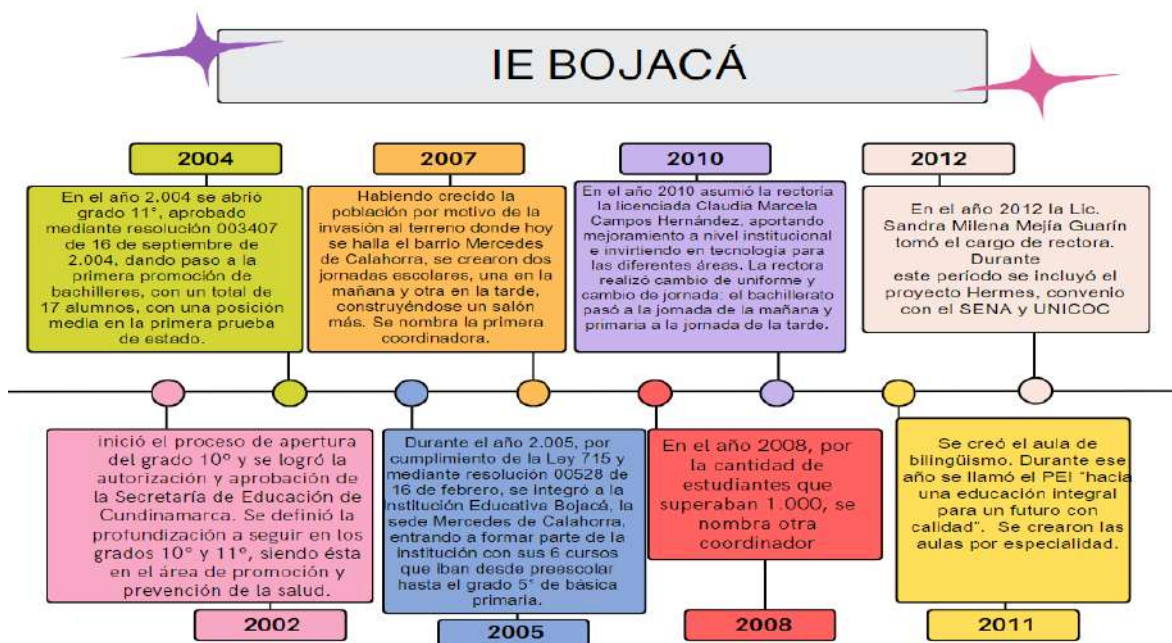 IE BOJACÁ
2004
En el año 2.004 se abrió
grado 11°, aprobado
mediante resolución 003407
de 16 de septiembre de
2.004, dando paso a la
primera promoción de
bachilleres, con un total de
17 alumnos, con una posición
media en la primera prueba
de estado.
2007
Habiendo crecido la
población por motivo de la
invasión al terreno donde hoy
se halla el barrio Mercedes
de Calahorra, se crearon dos
jornadas escolares, una en la
mañana y otra en la tarde,
construyéndose un salón
más. Se nombra la primera
coordinadora.
2010
En el año 2010 asumió la rectoría
la licenciada Claudia Marcela
Campos Hernández, aportando
mejoramiento a nivel institucional
e invirtiendo en tecnología para
las diferentes áreas. La rectora
realizó cambio de uniforme y
cambio de jornada: el bachillerato
pasó a la jornada de la mañana y
primaria a la jornada de la tarde.
2012
En el año 2012 la Lic.
Sandra Milena Mejía Guarín
tomó el cargo de rectora.
Durante
este período se incluyó el
proyecto Hermes, convenio
con el SENA y UNICOC
inició el proceso de apertura
del grado 10° y se logró la
autorización y aprobación de
la Secretaría de Educación de
Cundinamarca. Se definió la
profundización a seguir en los
grados 10° y 11°, siendo ésta
en el área de promoción y
prevención de la salud.
2002
Durante el año 2.005, por
cumplimiento de la Ley 715 y
mediante resolución 00528 de
16 de febrero, se integró a la
Institución Educativa Bojacá, la
sede Mercedes de Calahorra,
entrando a formar parte de la
institución con sus 6 cursos
que iban desde preescolar
hasta el grado 5° de básica
primaria.
2005
En el año 2008, por
la cantidad de
estudiantes que
superaban 1.000, se
nombra otra
coordinador
2008
Se creó el aula de
bilingüismo. Durante ese
año se llamó el PEI "hacia
una educación integral
para un futuro con
calidad". Se crearon las
aulas por especialidad.
2011